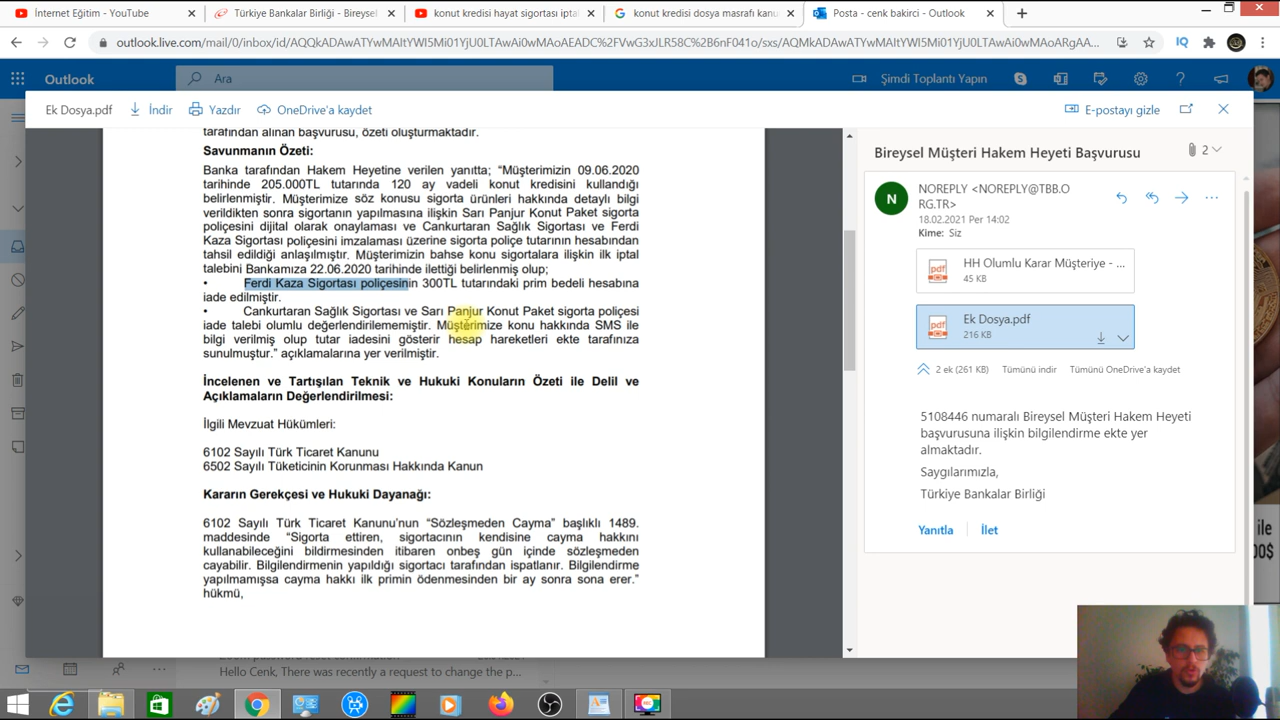 İnternet Eğitim - YouTube
Türkiye Bankalar Birliği - Bireysel
konut kredisi hayat sigortası iptal
konut kredisi dosya masrafı kanu
Posta - cenk bakirci - Outlook
outlook.live.com/mail/0/inbox/id/
IQ
Outlook
Ara
Şimdi Toplantı Yapın
Ek Dosya.pdf
İndir
Yazdır
OneDrive'a kaydet
E-postayı gizle
tarafından alınan başvurusu, özeti oluşturmaktadır.
Savunmanın Özeti:
Banka tarafından Hakem Heyetine verilen yanıtta; “Müşterimizin 09.06.2020
tarihinde 205.000TL tutarında 120 ay vadeli konut kredisini kullandığı
belirlenmiştir. Müşterimize söz konusu sigorta ürünleri hakkında detaylı bilgi
verildikten sonra sigortanın yapılmasına ilişkin Sarı Panjur Konut Paket sigorta
poliçesini dijital olarak onaylaması ve Cankurtaran Sağlık Sigortası ve Ferdi
Kaza Sigortası poliçesini imzalaması üzerine sigorta poliçe tutarının hesabından
tahsil edildiği anlaşılmıştır. Müşterimizin bahse konu sigortalara ilişkin ilk iptal
talebini Bankamıza 22.06.2020 tarihinde ilettiği belirlenmiş olup;
• Ferdi Kaza Sigortası poliçesinin 300TL tutarındaki prim bedeli hesabına
iade edilmiştir.
• Cankurtaran Sağlık Sigortası ve Sarı Panjur Konut Paket sigorta poliçesi
iade talebi olumlu değerlendirilememiştir. Müşterimize konu hakkında SMS ile
bilgi verilmiş olup tutar iadesini gösterir hesap hareketleri ekte tarafınıza
sunulmuştur.” açıklamalarına yer verilmiştir.
İncelenen ve Tartışılan Teknik ve Hukuki Konuların Özeti ile Delil ve
Açıklamaların Değerlendirilmesi:
İlgili Mevzuat Hükümleri:
6102 Sayılı Türk Ticaret Kanunu
6502 Sayılı Tüketicinin Korunması Hakkında Kanun
Kararın Gerekçesi ve Hukuki Dayanağı:
6102 Sayılı Türk Ticaret Kanunu’nun “Sözleşmeden Cayma” başlıklı 1489.
maddesinde “Sigorta ettiren, sigortacının kendisine cayma hakkını
kullanabileceğini bildirmesinden itibaren onbeş gün içinde sözleşmeden
cayabilir. Bilgilendirmenin yapıldığı sigortacı tarafından ispatlanır. Bilgilendirme
yapılmamışsa cayma hakkı ilk primin ödenmesinden bir ay sonra sona erer.”
hükmü,
Bireysel Müşteri Hakem Heyeti Başvurusu
2
N
NOREPLY <NOREPLY@TBB.O
RG.TR>
18.02.2021 Per 14:02
Kime: Siz
HH Olumlu Karar Müşteriye - ...
45 KB
Ek Dosya.pdf
216 KB
2 ek (261 KB) Tümünü indir Tümünü OneDrive'a kaydet
5108446 numaralı Bireysel Müşteri Hakem Heyeti
başvurusuna ilişkin bilgilendirme ekte yer
almaktadır.
Saygılarımızla,
Türkiye Bankalar Birliği
Yanıtla
İlet
ile
00$
Hello Cenk, There was recently a request to change the p...